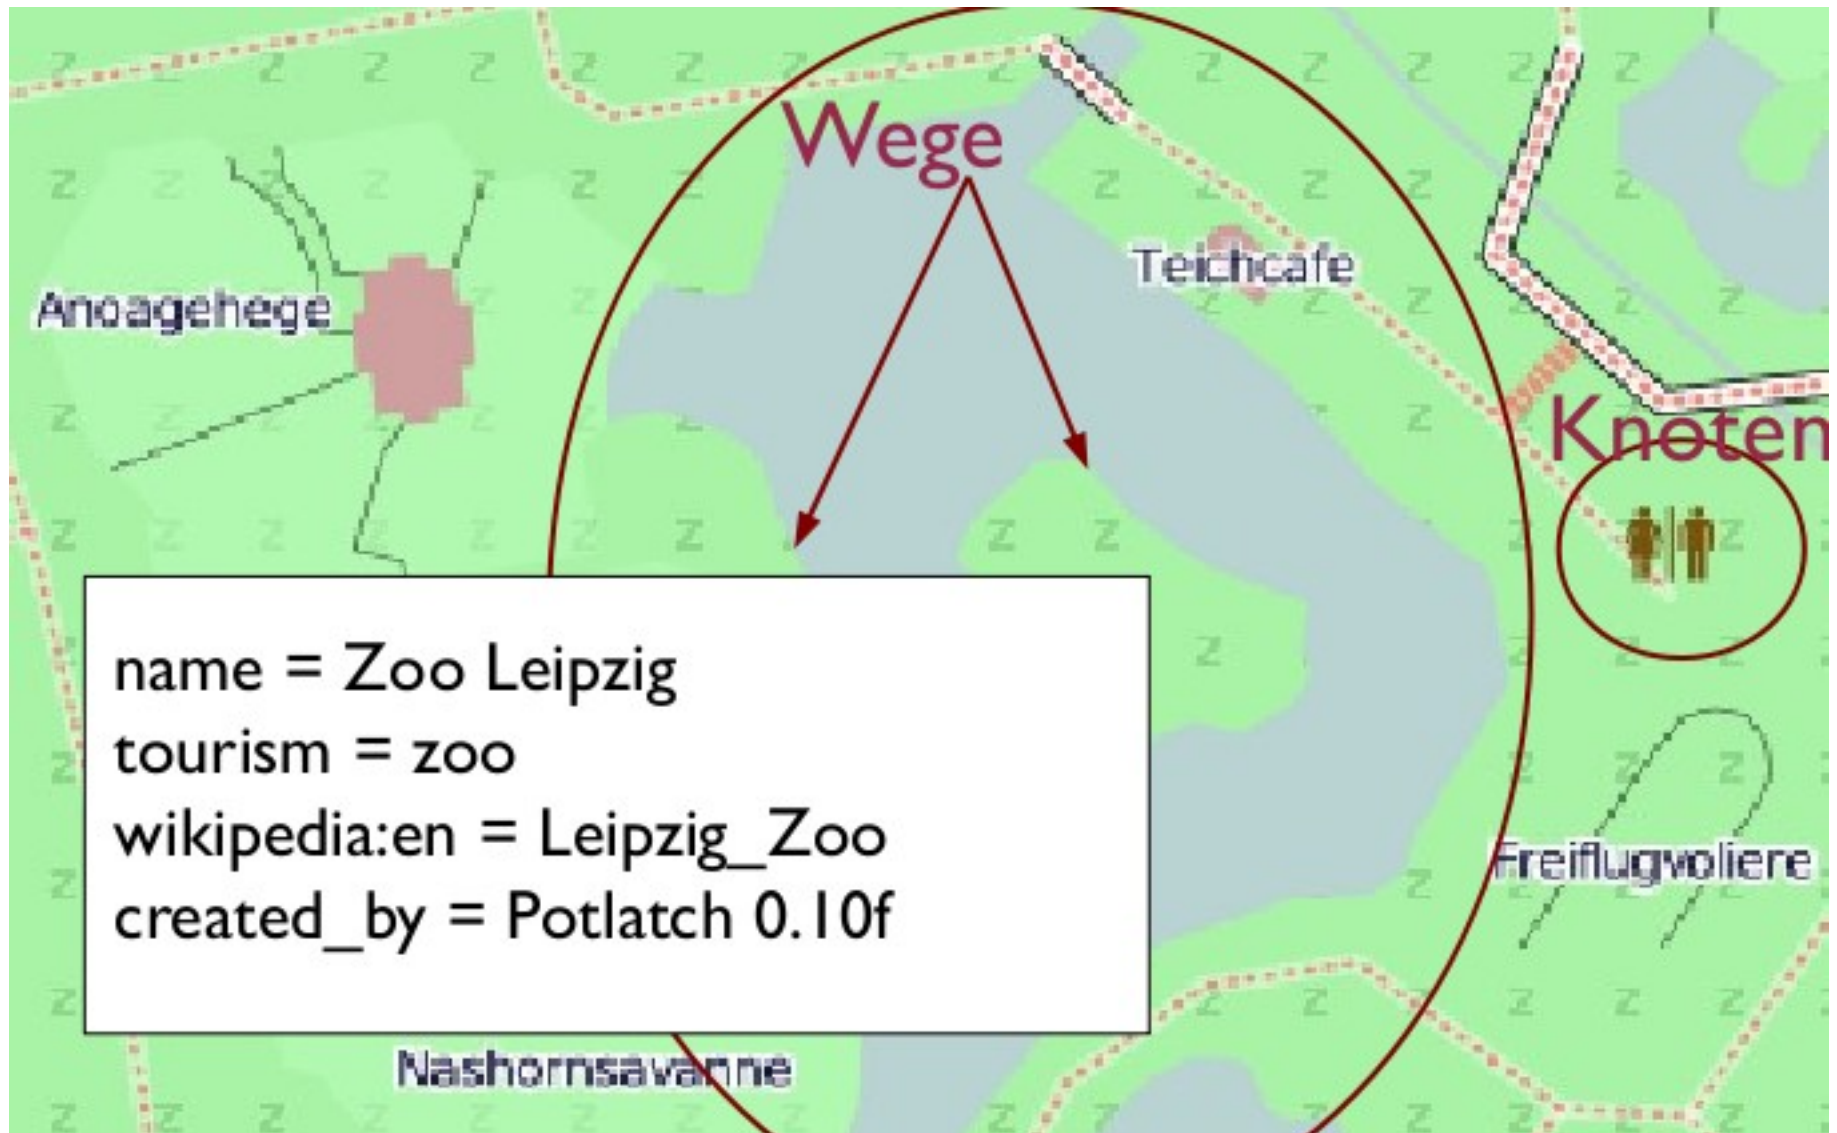 Wege
Teichcafe
Anoagehege
Knoten
name = Zoo Leipzig
tourism = zoo
wikipedia:en = Leipzig_Zoo
created_by = Potlatch 0.10f
Freiflugvoliere
Nashornsavanne